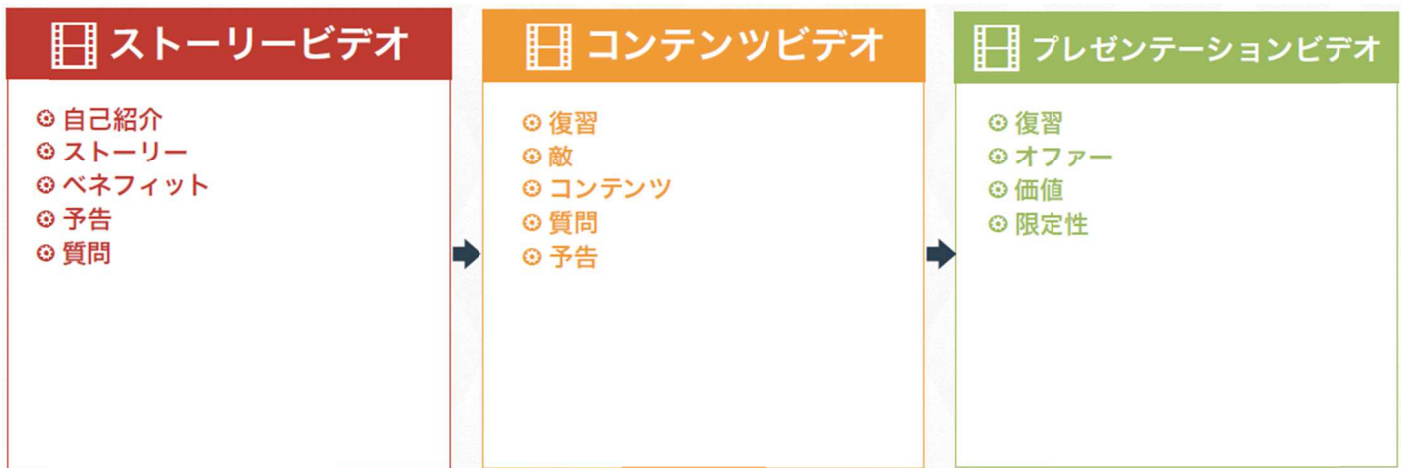 ストーリービデオ
自己紹介
ストーリー
ベネフィット
予告
質問
コンテンツビデオ
復習
敵
コンテンツ
質問
予告
プレゼンテーションビデオ
復習
オファー
価値
限定性